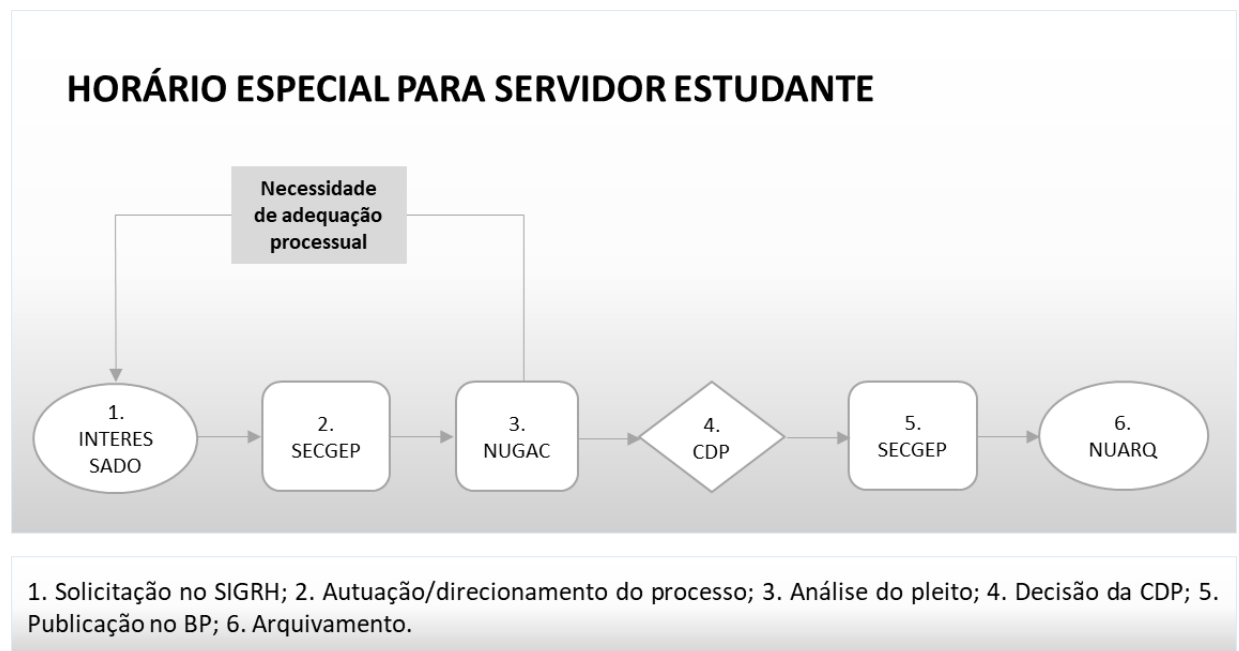 HORÁRIO ESPECIAL PARA SERVIDOR ESTUDANTE
Necessidade
de adequação
processual
1.
INTERES
SADO
2.
SECGEP
3.
NUGAC
4.
CDP
5.
SECGEP
6.
NUARQ
1. Solicitação no SIGRH; 2. Autuação/direcionamento do processo; 3. Análise do pleito; 4. Decisão da CDP; 5.
Publicação no BP; 6. Arquivamento.